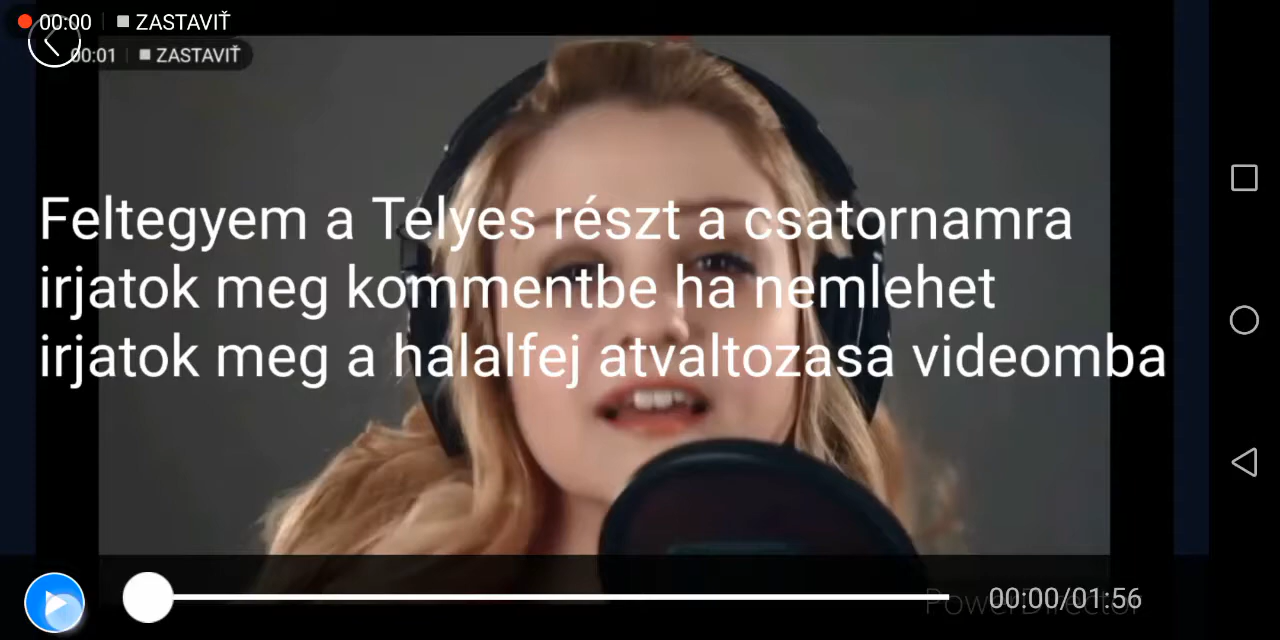 00:00 ZASTAVIŤ
00:01 ZASTAVIŤ
Feltegyem a Telyes részt a csatornamra
irjatok meg kommentbe ha nemlehet
irjatok meg a halalfej atvaltozasa videomba
00:00/01:56
PowerDirector